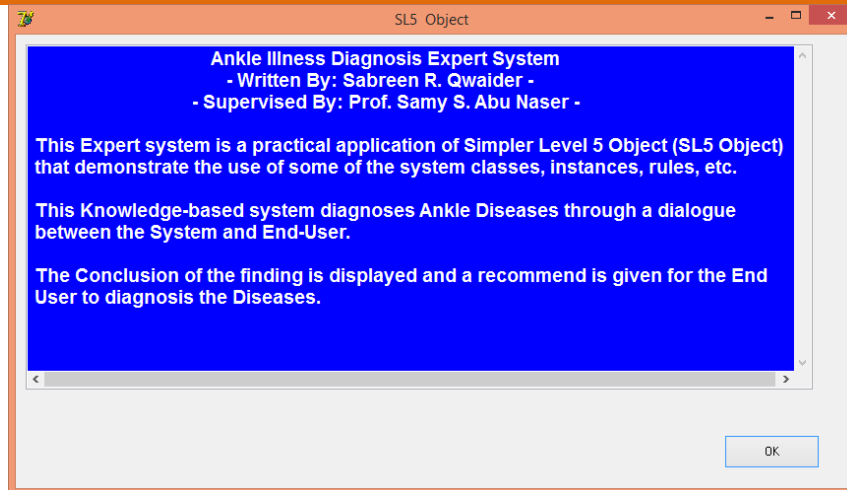 SL5 Object
Ankle Illness Diagnosis Expert System
- Written By: Sabreen R. Qwaider -
- Supervised By: Prof. Samy S. Abu Naser -
This Expert system is a practical application of Simpler Level 5 Object (SL5 Object)
that demonstrate the use of some of the system classes, instances, rules, etc.
This Knowledge-based system diagnoses Ankle Diseases through a dialogue
between the System and End-User.
The Conclusion of the finding is displayed and a recommend is given for the End
User to diagnosis the Diseases.
OK